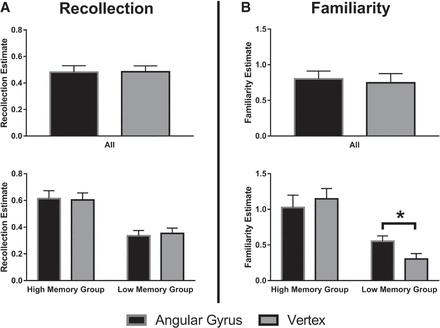 A
Recollection
Recollection Estimate
0.8
0.6
0.4
0.2
0.0
All
Recollection Estimate
0.8
0.6
0.4
0.2
0.0
High Memory Group Low Memory Group
B
Familiarity
Familiarity Estimate
1.5
1.0
0.5
0.0
All
Familiarity Estimate
1.5
1.0
0.5
0.0
*
High Memory Group Low Memory Group
Angular Gyrus Vertex